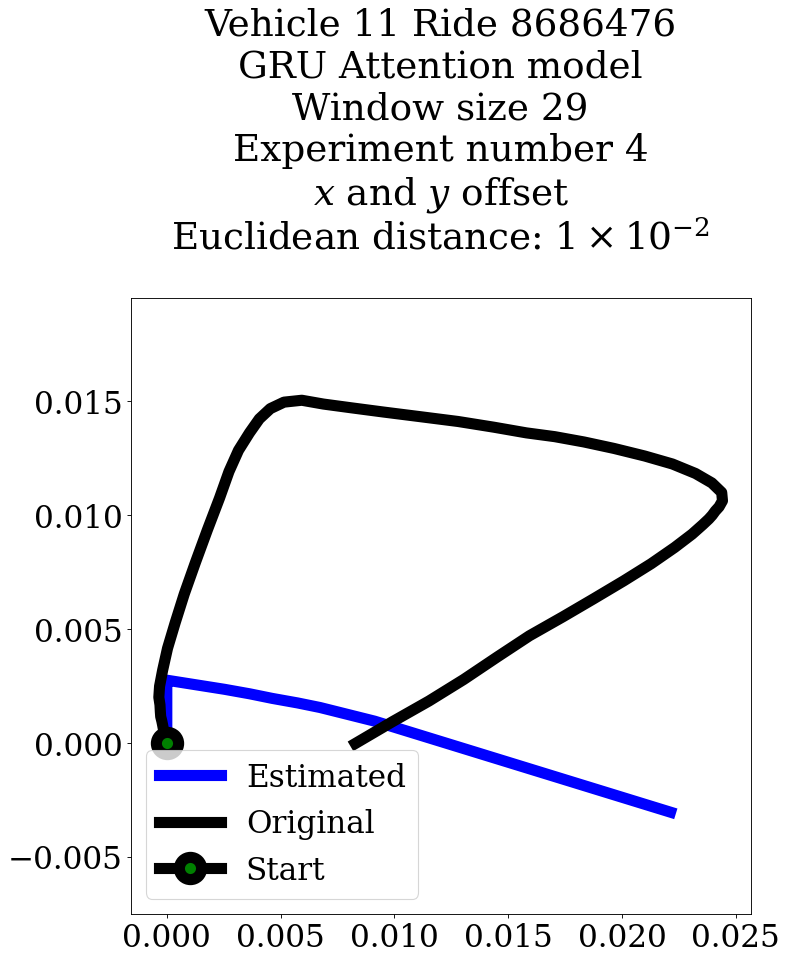 Vehicle 11 Ride 8686476
GRU Attention model
Window size 29
Experiment number 4
x and y offset
Euclidean distance: 1 × 10⁻²
0.015
0.010
0.005
0.000
−0.005
Estimated
Original
Start
0.000 0.005 0.010 0.015 0.020 0.025